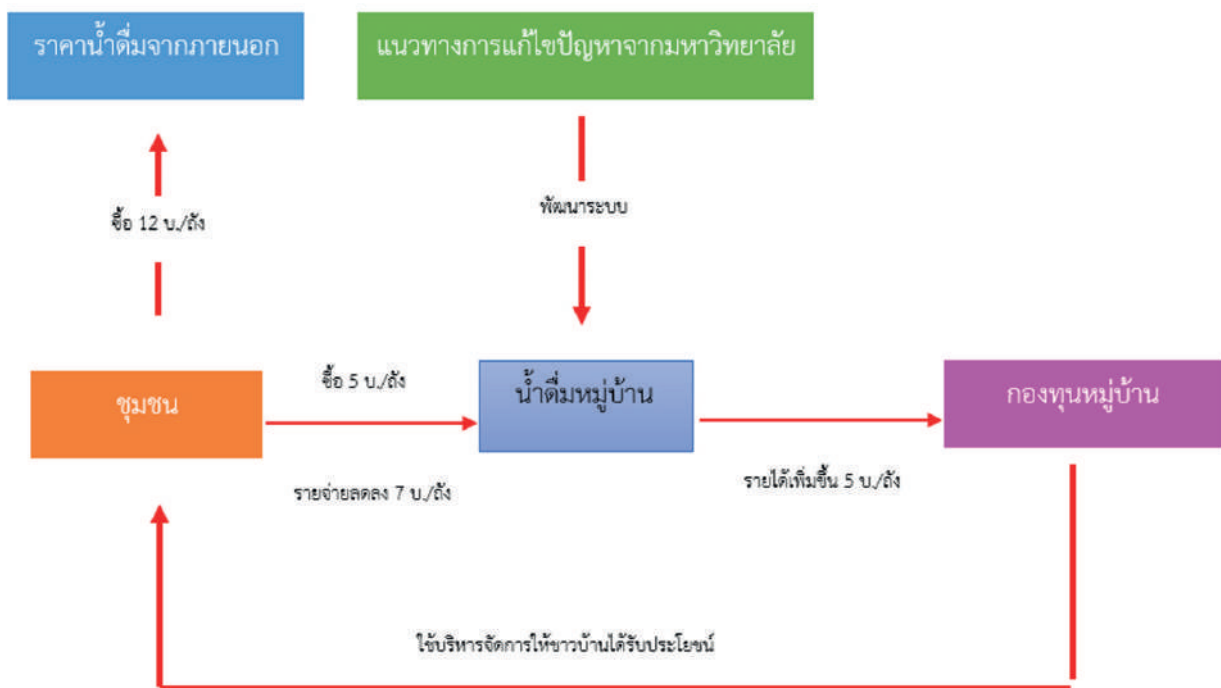 ราคาน้ำดื่มจากภายนอก
แนวทางการแก้ไขปัญหาจากมหาวิทยาลัย
ซื้อ 12 บ./ถัง
พัฒนาระบบ
ชุมชน
ซื้อ 5 บ./ถัง
น้ำดื่มหมู่บ้าน
กองทุนหมู่บ้าน
รายจ่ายลดลง 7 บ./ถัง
รายได้เพิ่มขึ้น 5 บ./ถัง
ใช้บริหารจัดการให้ชาวบ้านได้รับประโยชน์